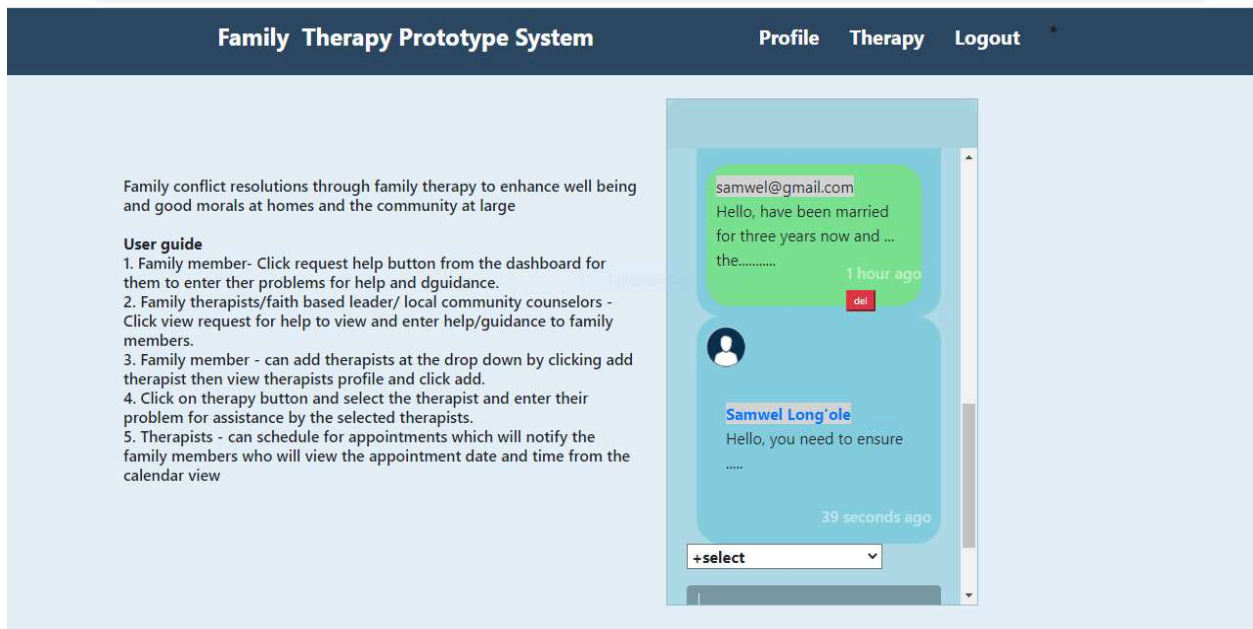 Family Therapy Prototype System
Profile Therapy Logout
Family conflict resolutions through family therapy to enhance well being
and good morals at homes and the community at large
User guide
1. Family member- Click request help button from the dashboard for
them to enter ther problems for help and dguidance.
2. Family therapists/faith based leader/ local community counselors -
Click view request for help to view and enter help/guidance to family
members.
3. Family member - can add therapists at the drop down by clicking add
therapist then view therapists profile and click add.
4. Click on therapy button and select the therapist and enter their
problem for assistance by the selected therapists.
5. Therapists - can schedule for appointments which will notify the
family members who will view the appointment date and time from the
calendar view
samwel@gmail.com
Hello, have been married
for three years now and ...
the...........
1 hour ago
del
Samwel Long'ole
Hello, you need to ensure
.....
39 seconds ago
+select